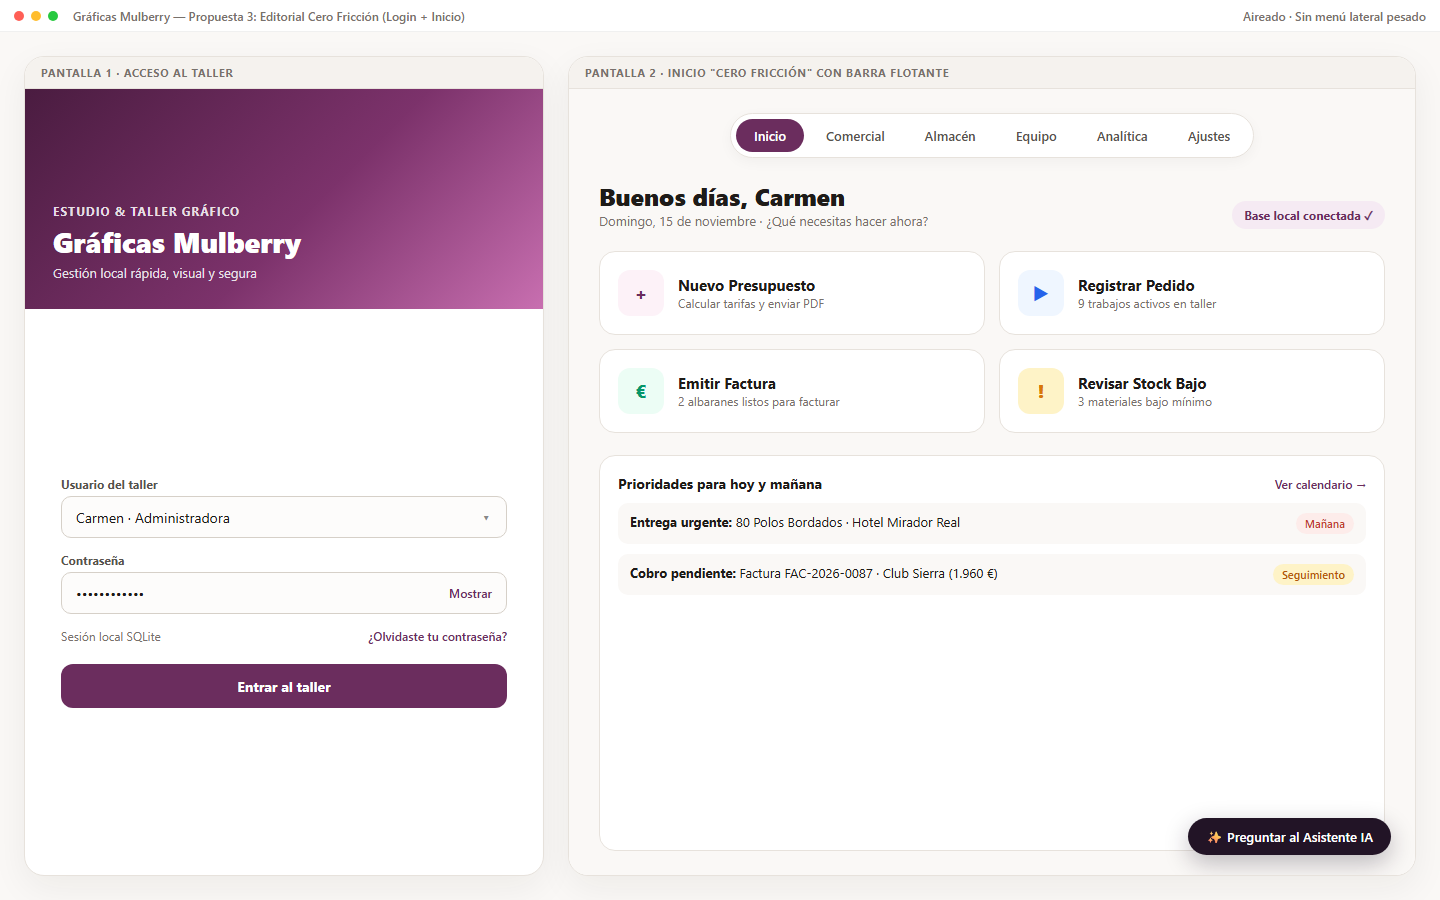 Gráficas Mulberry — Propuesta 3: Editorial Cero Fricción (Login + Inicio)
Aireado · Sin menú lateral pesado
PANTALLA 1 · ACCESO AL TALLER
ESTUDIO & TALLER GRÁFICO
Gráficas Mulberry
Gestión local rápida, visual y segura
Usuario del taller
Carmen · Administradora
Contraseña
Mostrar
Sesión local SQLite
¿Olvidaste tu contraseña?
Entrar al taller
PANTALLA 2 · INICIO "CERO FRICCIÓN" CON BARRA FLOTANTE
Inicio
Comercial
Almacén
Equipo
Analítica
Ajustes
Buenos días, Carmen
Domingo, 15 de noviembre · ¿Qué necesitas hacer ahora?
Base local conectada ✓
+
Nuevo Presupuesto
Calcular tarifas y enviar PDF
Registrar Pedido
9 trabajos activos en taller
€
Emitir Factura
2 albaranes listos para facturar
!
Revisar Stock Bajo
3 materiales bajo mínimo
Prioridades para hoy y mañana
Ver calendario →
Entrega urgente: 80 Polos Bordados · Hotel Mirador Real
Mañana
Cobro pendiente: Factura FAC-2026-0087 · Club Sierra (1.960 €)
Seguimiento
✨ Preguntar al Asistente IA